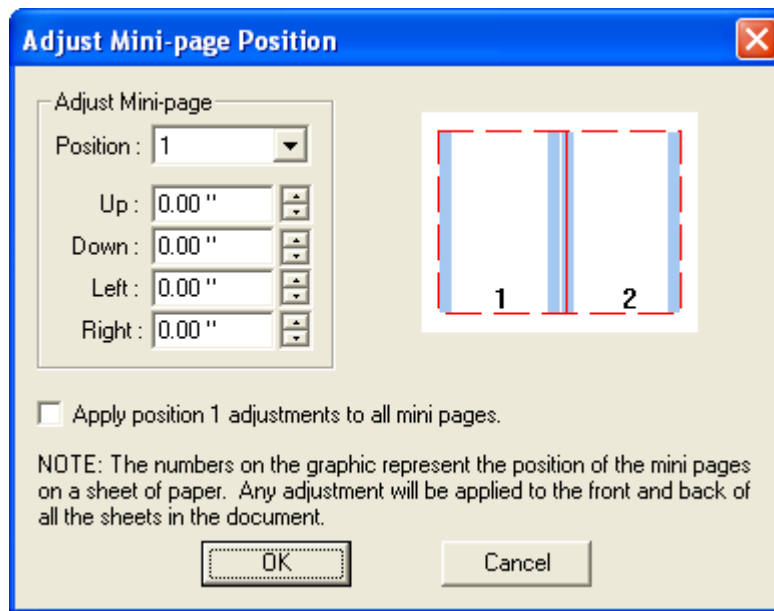 Adjust Mini-page Position
Adjust Mini-page
Position : 1
Up : 0.00 "
Down : 0.00 "
Left : 0.00 "
Right : 0.00 "
1 2
Apply position 1 adjustments to all mini pages.
NOTE: The numbers on the graphic represent the position of the mini pages
on a sheet of paper. Any adjustment will be applied to the front and back of
all the sheets in the document.
OK Cancel